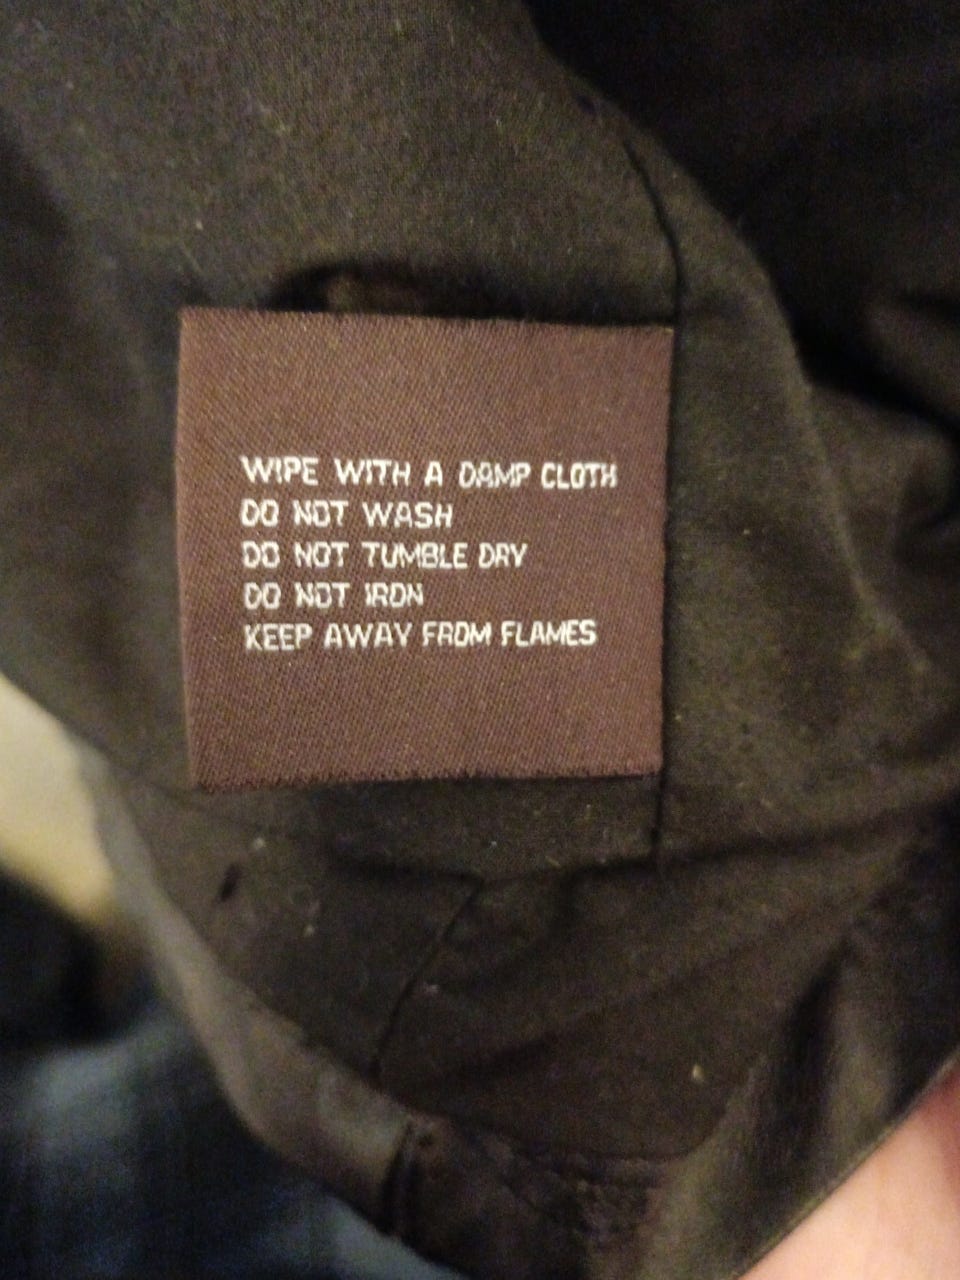 WIPE WITH A DAMP CLOTH
DO NOT WASH
DO NOT TUMBLE DRY
DO NOT IRON
KEEP AWAY FROM FLAMES